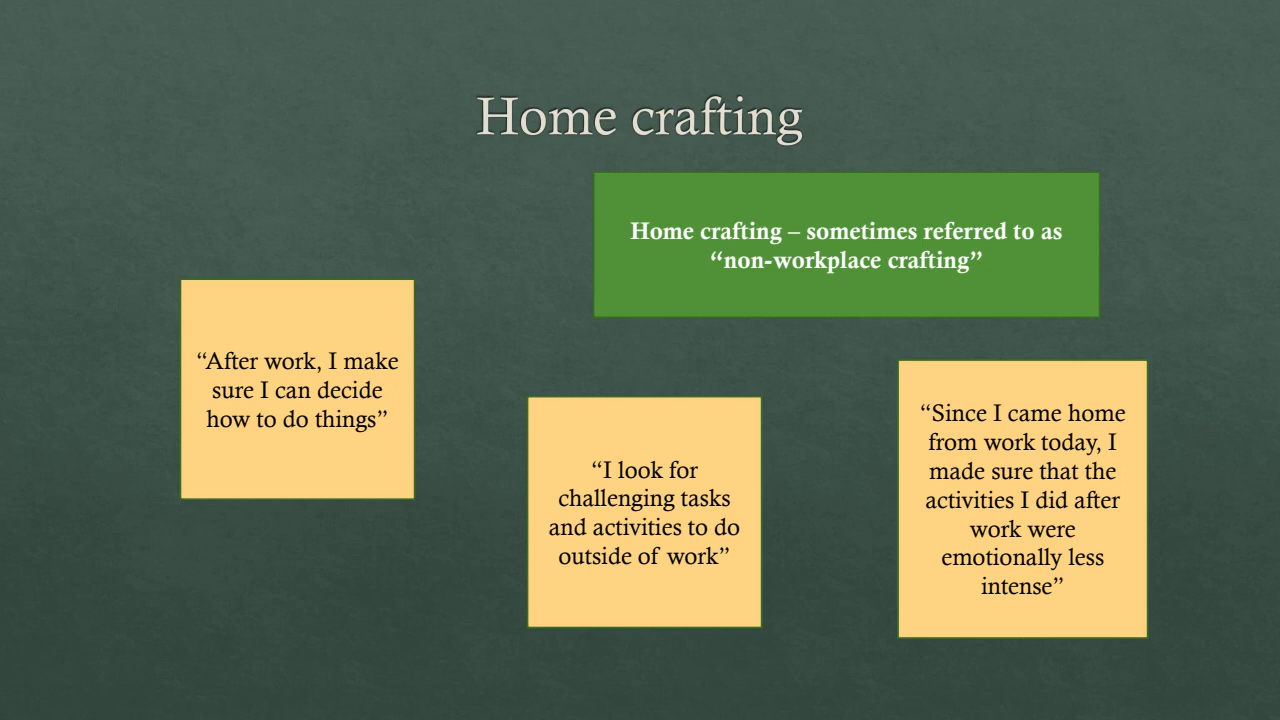 Home crafting
Home crafting – sometimes referred to as
“non-workplace crafting”
“After work, I make
sure I can decide
how to do things”
“I look for
challenging tasks
and activities to do
outside of work”
“Since I came home
from work today, I
made sure that the
activities I did after
work were
emotionally less
intense”